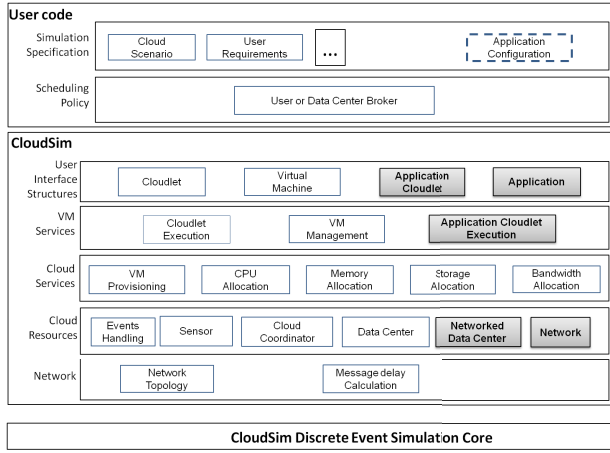 User code
Simulation
Specification
Cloud
Scenario
User
Requirements
...
Application
Configuration
Scheduling
Policy
User or Data Center Broker
CloudSim
User
Interface
Structures
Cloudlet
Virtual
Machine
Application
Cloudlet
Application
VM
Services
Cloudlet
Execution
VM
Management
Application Cloudlet
Execution
Cloud
Services
VM
Provisioning
CPU
Allocation
Memory
Allocation
Storage
Alocation
Bandwidth
Allocation
Cloud
Resources
Events
Handling
Sensor
Cloud
Coordinator
Data Center
Networked
Data Center
Network
Network
Network
Topology
Message delay
Calculation
CloudSim Discrete Event Simulation Core